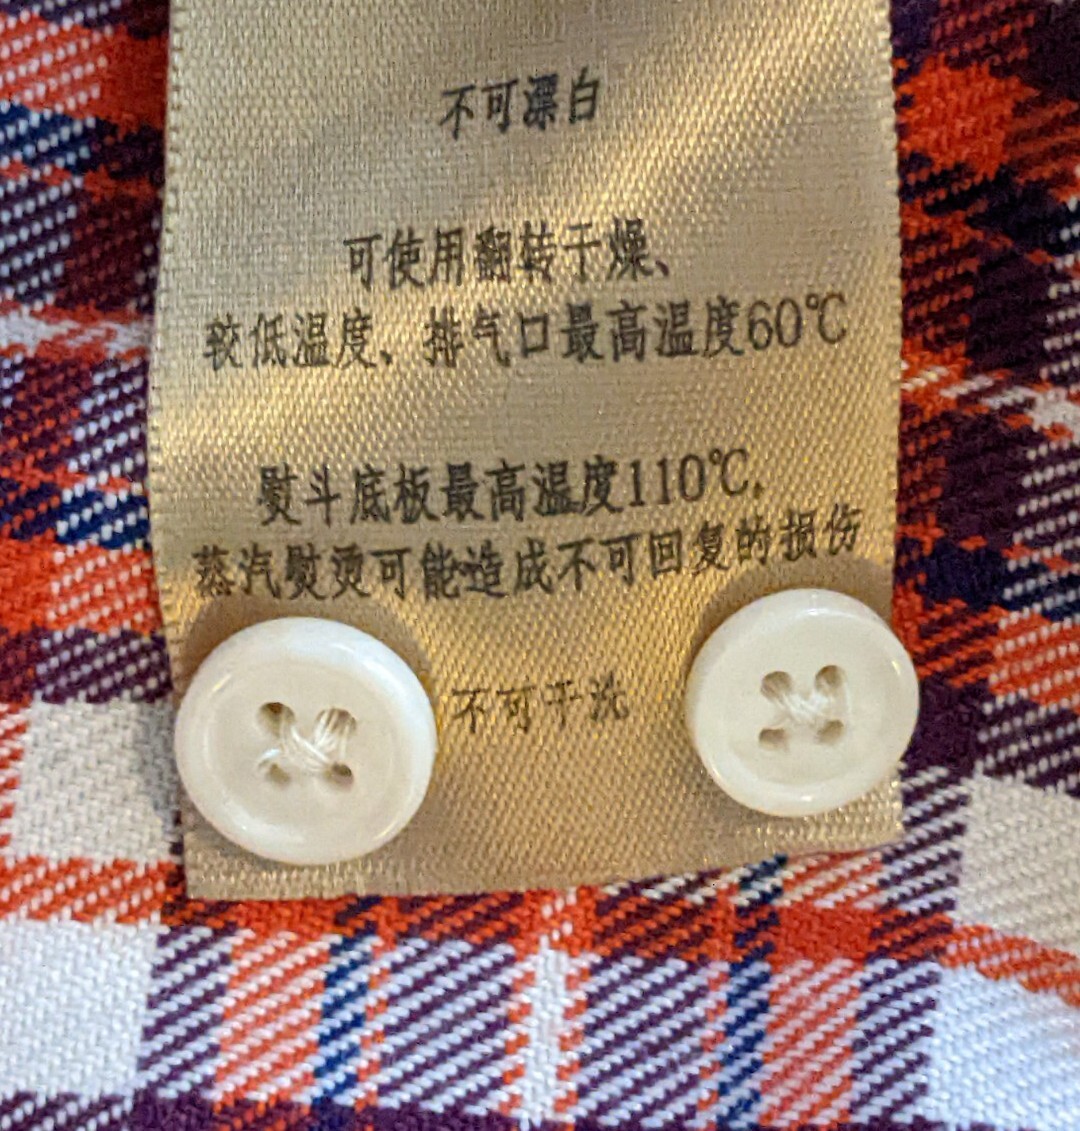 不可漂白
可使用翻转干燥、
较低温度、排气口最高温度60℃
熨斗底板最高温度110℃,
蒸汽熨烫可能造成不可回复的损伤
不可干洗